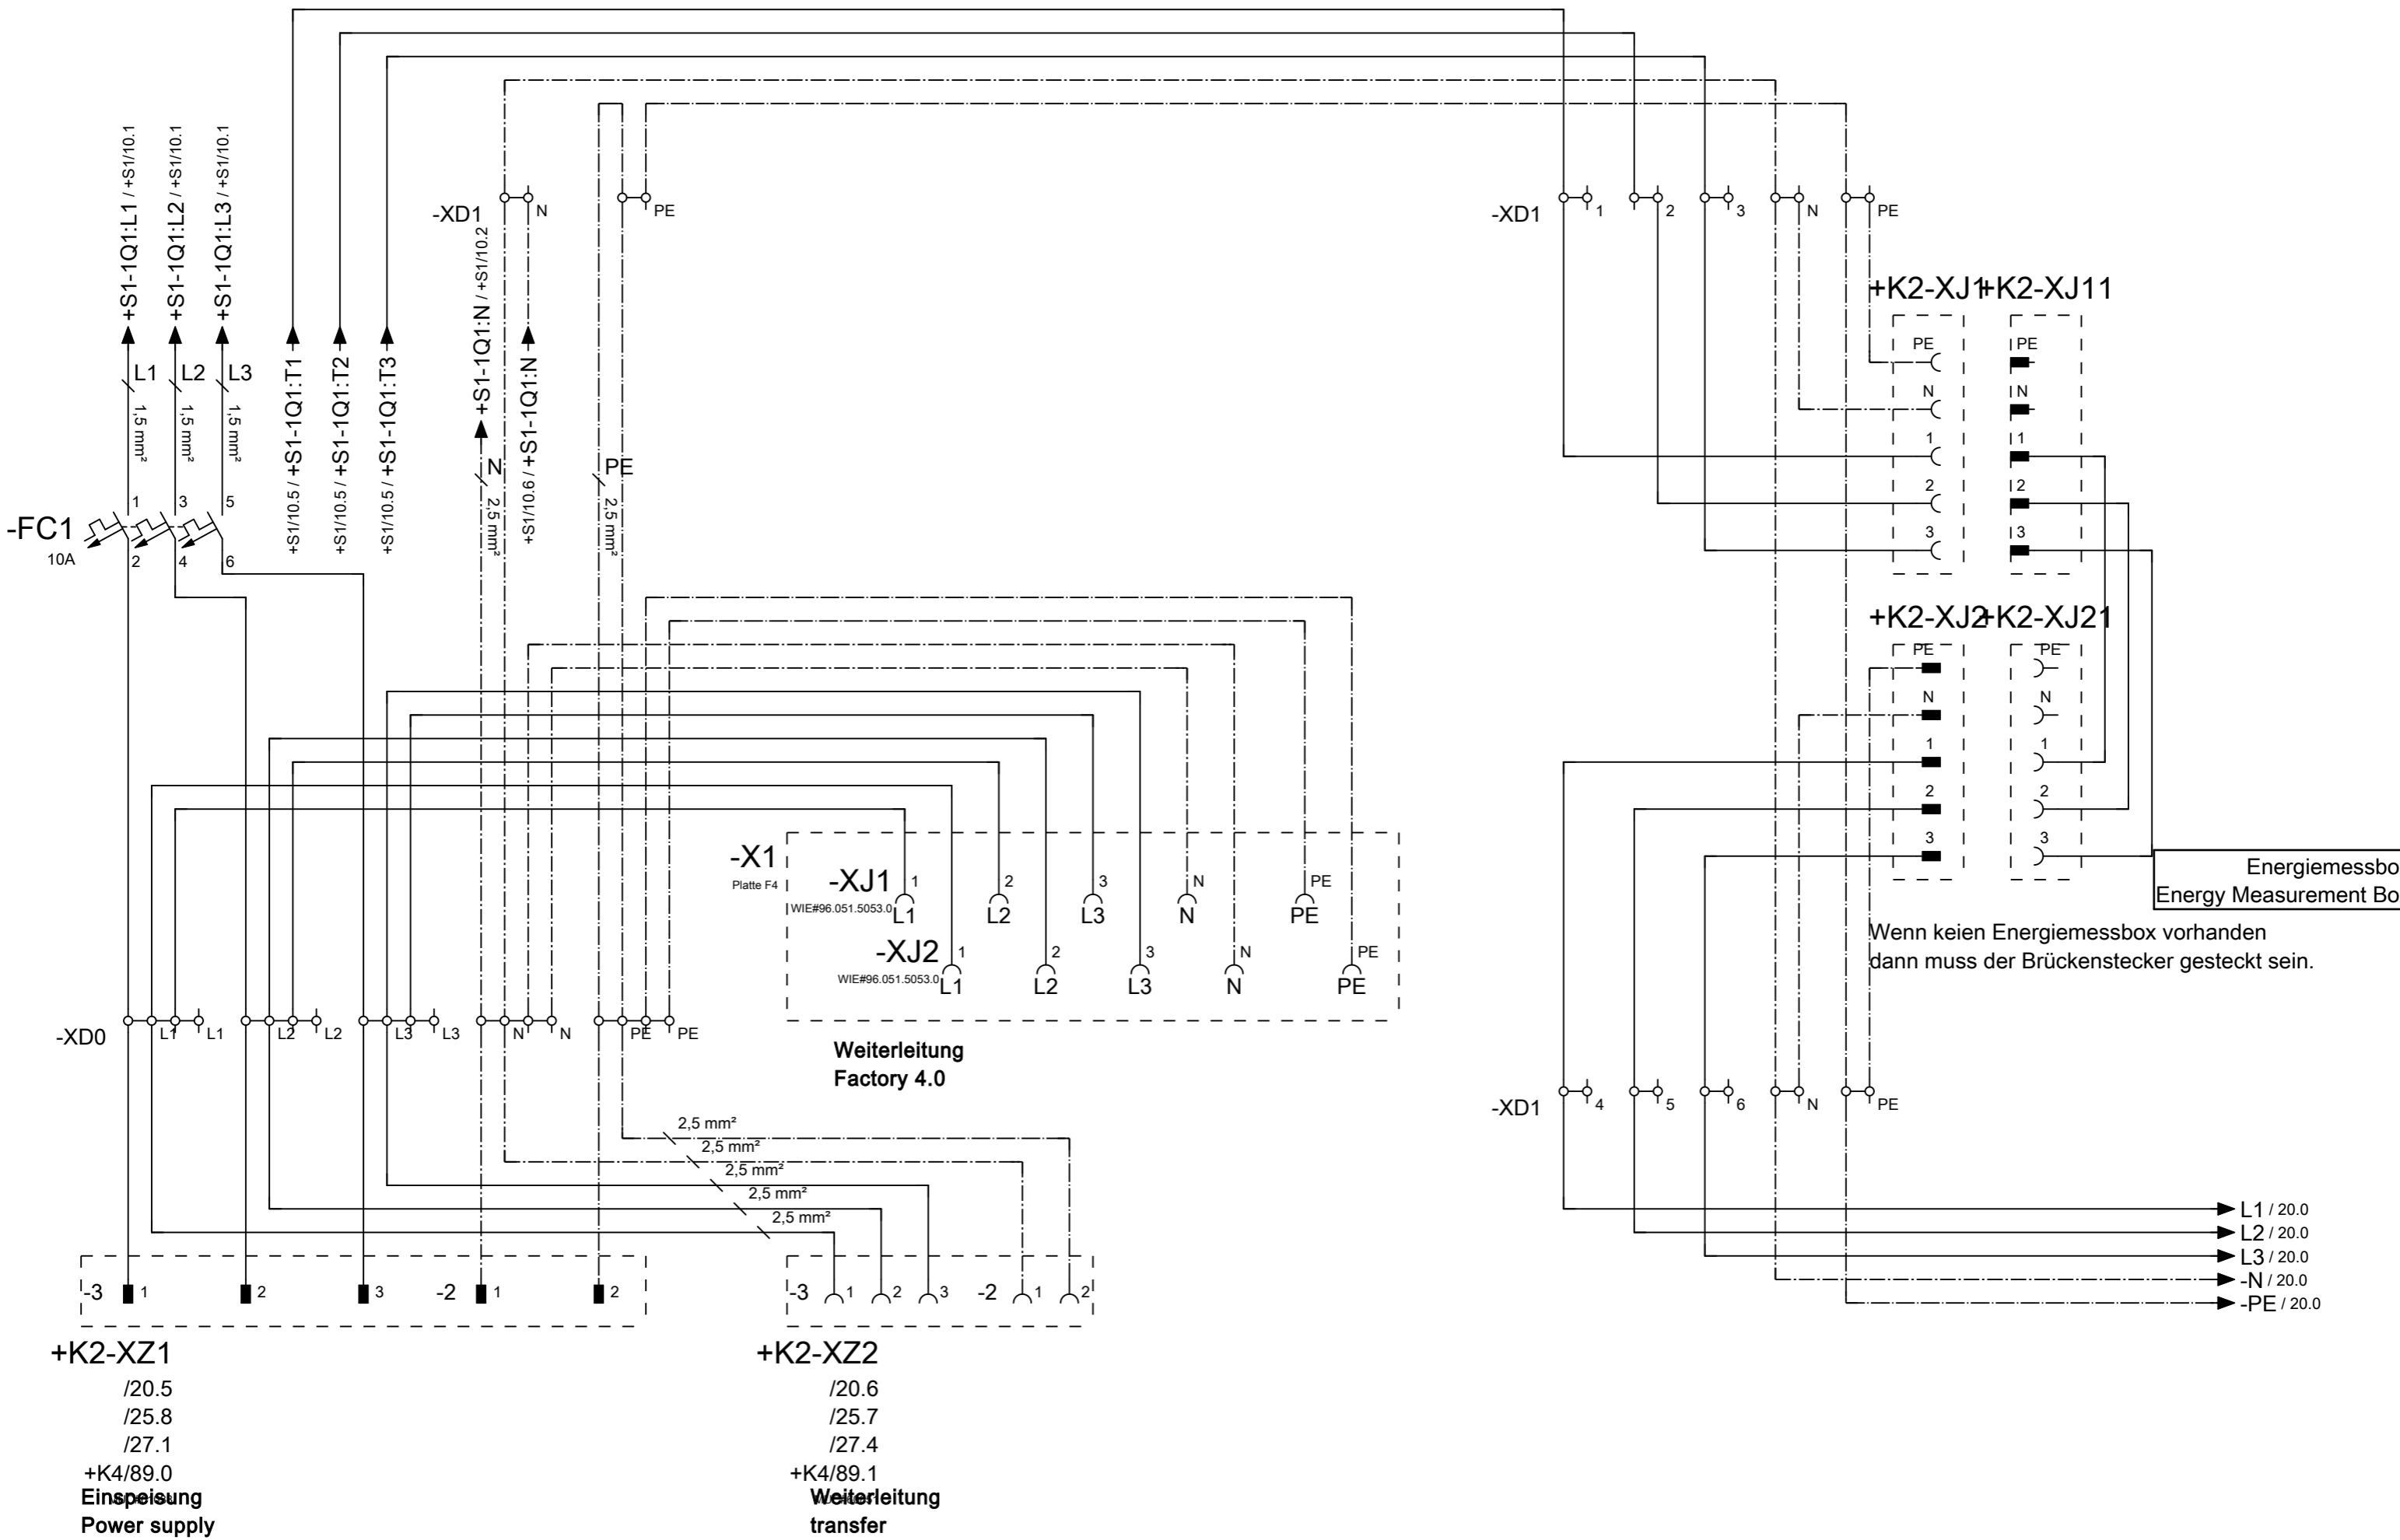 +S1-1Q1:L1 / +S1/10.1
+S1-1Q1:L2 / +S1/10.1
+S1-1Q1:L3 / +S1/10.1
L1
L2
L3
1,5 mm²
1,5 mm²
1,5 mm²
+S1/10.5 / +S1-1Q1:T1
+S1/10.5 / +S1-1Q1:T2
+S1/10.5 / +S1-1Q1:T3
-XD1
N
PE
+S1-1Q1:N / +S1/10.2
+S1/10.6 / +S1-1Q1:N
N
2,5 mm²
PE
2,5 mm²
-FC1
10A
1
3
5
2
4
6
-XD1
1
2
3
N
PE
+K2-XJ1
+K2-XJ11
PE
N
1
2
3
PE
N
1
2
3
+K2-XJ2
+K2-XJ21
PE
N
1
2
3
PE
N
1
2
3
Energiemessbo
Energy Measurement Bo
Wenn keien Energiemessbox vorhanden
dann muss der Brückenstecker gesteckt sein.
-X1
Platte F4
-XJ1
WIE#96.051.5053.0
1
2
3
N
PE
L1
L2
L3
N
PE
-XJ2
WIE#96.051.5053.0
1
2
3
N
PE
L1
L2
L3
N
PE
Weiterleitung
Factory 4.0
-XD0
L1
L1
L2
L2
L3
L3
N
N
PE
PE
-XD1
4
5
6
N
PE
2,5 mm²
2,5 mm²
2,5 mm²
2,5 mm²
2,5 mm²
L1 / 20.0
L2 / 20.0
L3 / 20.0
-N / 20.0
-PE / 20.0
-3
1
2
3
-2
1
2
-3
1
2
3
-2
1
2
+K2-XZ1
/20.5
/25.8
/27.1
+K4/89.0
Einspeisung
Power supply
+K2-XZ2
/20.6
/25.7
/27.4
+K4/89.1
Weiterleitung
transfer